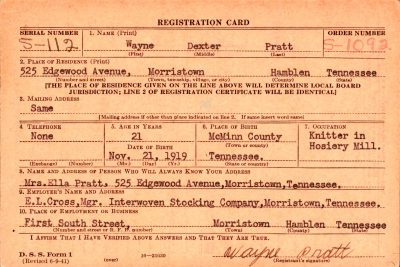 REGISTRATION CARD
SERIAL NUMBER 1. NAME (Print) ORDER NUMBER
S-112 Wayne Dexter Pratt S-1092
(First) (Middle) (Last)
2. PLACE OF RESIDENCE (Print)
525 Edgewood Avenue, Morristown Hamblen Tennessee
(Number and street) (Town, township, village, or city) (County) (State)
[THE PLACE OF RESIDENCE GIVEN ON THE LINE ABOVE WILL DETERMINE LOCAL BOARD
JURISDICTION; LINE 2 OF REGISTRATION CERTIFICATE WILL BE IDENTICAL]
3. MAILING ADDRESS
Same
[Mailing address if other than place indicated on line 2. If same insert word same]
4. TELEPHONE 5. AGE IN YEARS 6. PLACE OF BIRTH 7. OCCUPATION
None 21 McMinn County Knitter in
DATE OF BIRTH (Town or county) Hosiery Mill.
Nov. 21, 1919 Tennessee.
(Exchange) (Number) (Mo.) (Day) (Yr.) (State or country)
8. NAME AND ADDRESS OF PERSON WHO WILL ALWAYS KNOW YOUR ADDRESS
Mrs.Ella Pratt, 525 Edgewood Avenue,Morristown,Tennessee.
9. EMPLOYER'S NAME AND ADDRESS
E.L.Cross,Mgr. Interwoven Stocking Company,Morristown,Tennessee.
10. PLACE OF EMPLOYMENT OR BUSINESS
First South Street, Morristown Hamblen Tennessee
(Number and street or R. F. D. number) (Town) (County) (State)
I AFFIRM THAT I HAVE VERIFIED ABOVE ANSWERS AND THAT THEY ARE TRUE.
D. S. S. Form 1
(Revised 6-9-41) Wayne Pratt
(Registrant's signature)